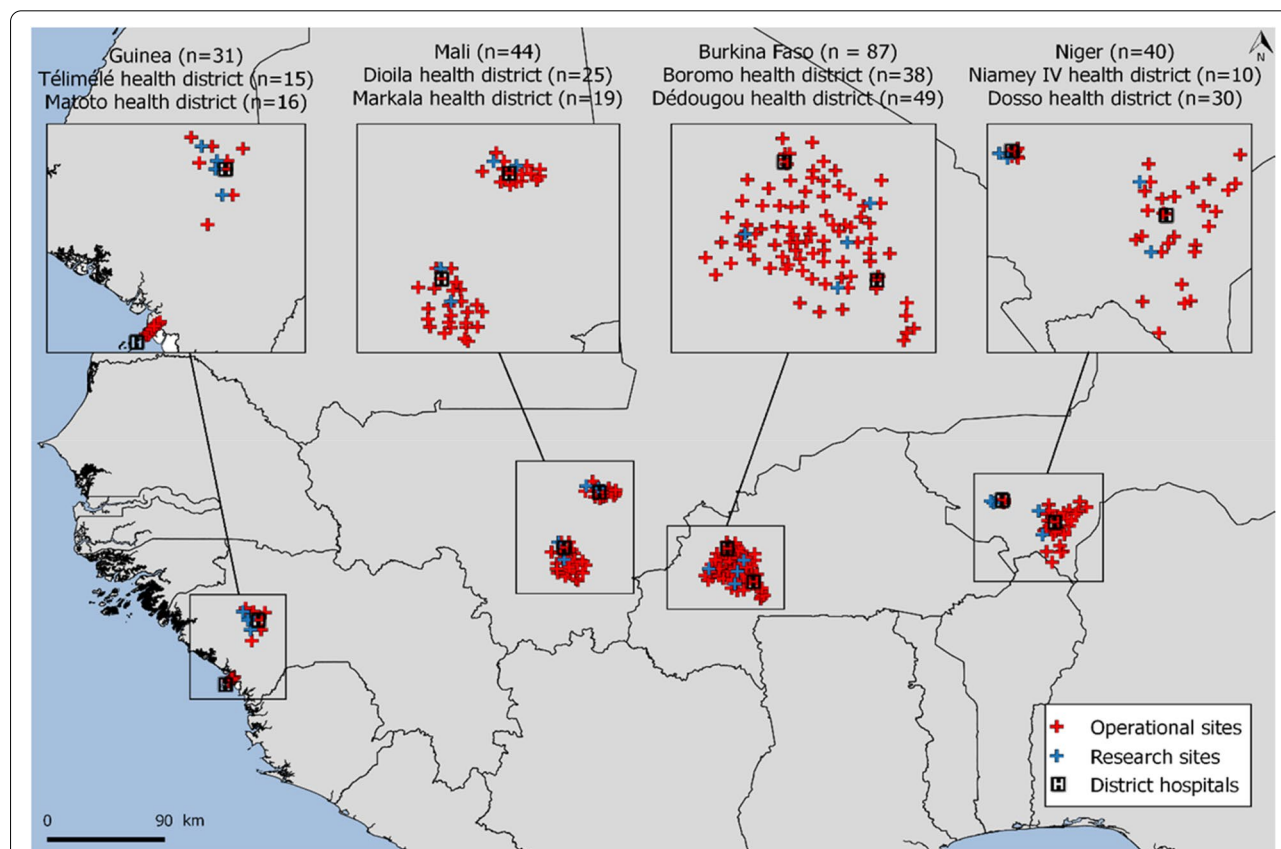 Guinea (n=31)
Télimélé health district (n=15)
Matoto health district (n=16)
Mali (n=44)
Dioila health district (n=25)
Markala health district (n=19)
Burkina Faso (n = 87)
Boromo health district (n=38)
Dédougou health district (n=49)
Niger (n=40)
Niamey IV health district (n=10)
Dosso health district (n=30)
N
Operational sites
Research sites
H District hospitals
0 90 km